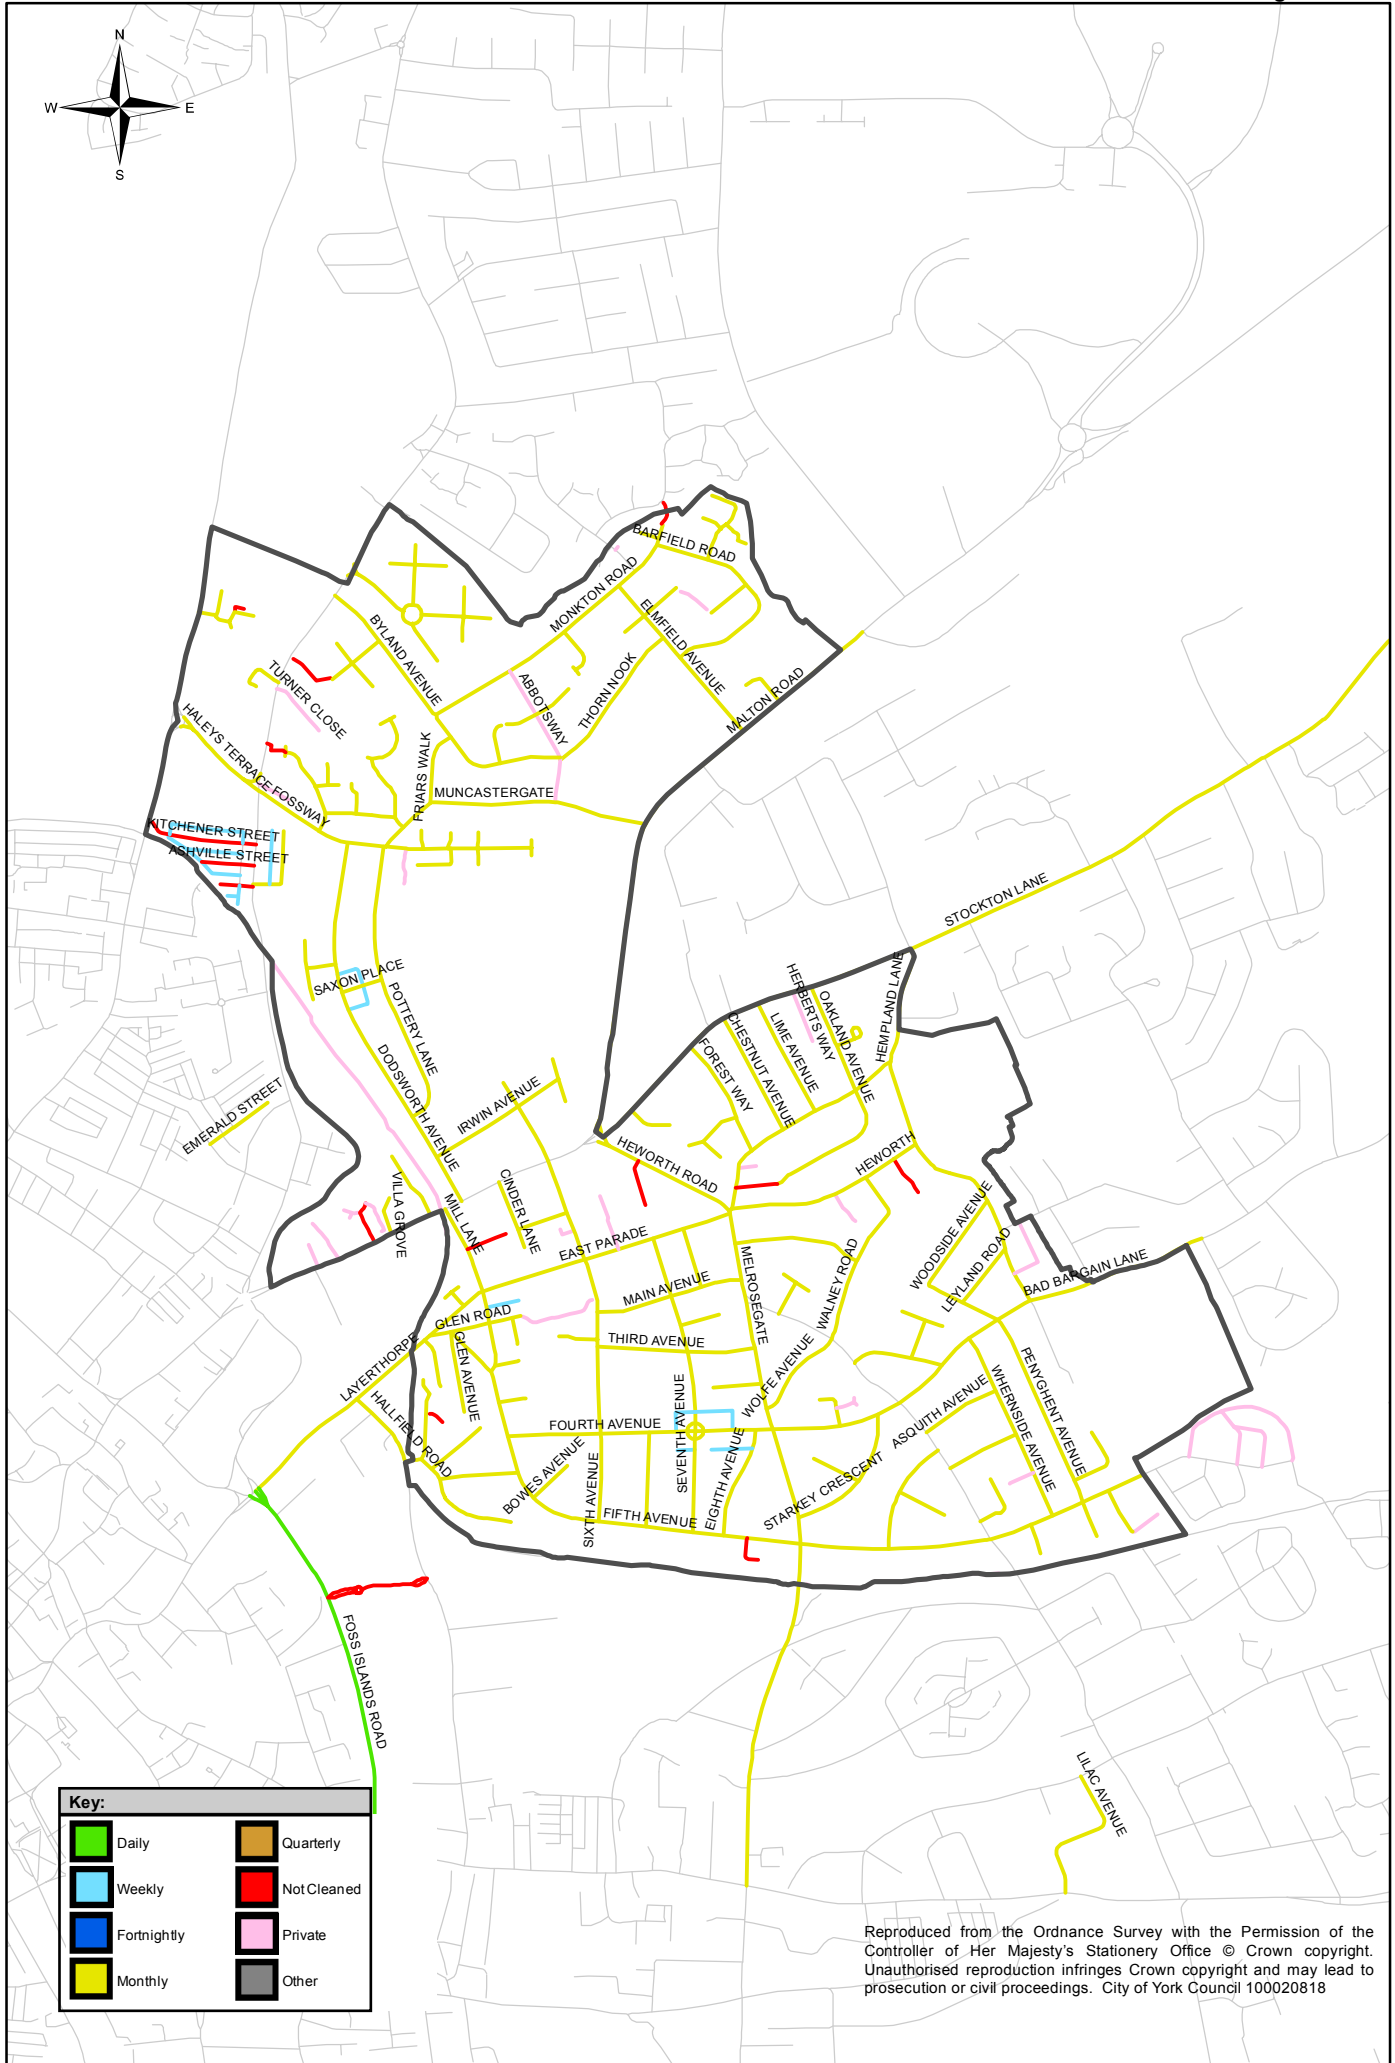 N
W E
S
BARFIELD ROAD
MONKTON ROAD
ELMFIELD AVENUE
BYLAND AVENUE
THORN NOOK
ABBOTSWAY
TURNER CLOSE
MALTON ROAD
HALEYS TERRACE
FOSSWAY
FRIARS WALK
MUNCASTERGATE
KITCHENER STREET
ASHVILLE STREET
STOCKTON LANE
SAXON PLACE
POTTERY LANE
HERBERTS WAY
OAKLAND AVENUE
HEMPLAND LANE
CHESTNUT AVENUE
LIME AVENUE
FOREST WAY
DODSWORTH AVENUE
IRWIN AVENUE
EMERALD STREET
HEWORTH ROAD
HEWORTH
VILLA GROVE
MILL LANE
CINDER LANE
EAST PARADE
WOODSIDE AVENUE
LEYLAND ROAD
BAD BARGAIN LANE
MELROSEGATE
WALNEY ROAD
MAIN AVENUE
GLEN ROAD
THIRD AVENUE
LAYERTHORPE
GLEN AVENUE
WOLFE AVENUE
PENYGHENT AVENUE
WHERNSIDE AVENUE
ASQUITH AVENUE
HALLFIELD ROAD
FOURTH AVENUE
SEVENTH AVENUE
BOWES AVENUE
SIXTH AVENUE
EIGHTH AVENUE
STARKEY CRESCENT
FIFTH AVENUE
FOSS ISLANDS ROAD
LILAC AVENUE
Key:
Daily
Quarterly
Weekly
Not Cleaned
Fortnightly
Private
Monthly
Other
Reproduced from the Ordnance Survey with the Permission of the
Controller of Her Majesty's Stationery Office © Crown copyright.
Unauthorised reproduction infringes Crown copyright and may lead to
prosecution or civil proceedings. City of York Council 100020818